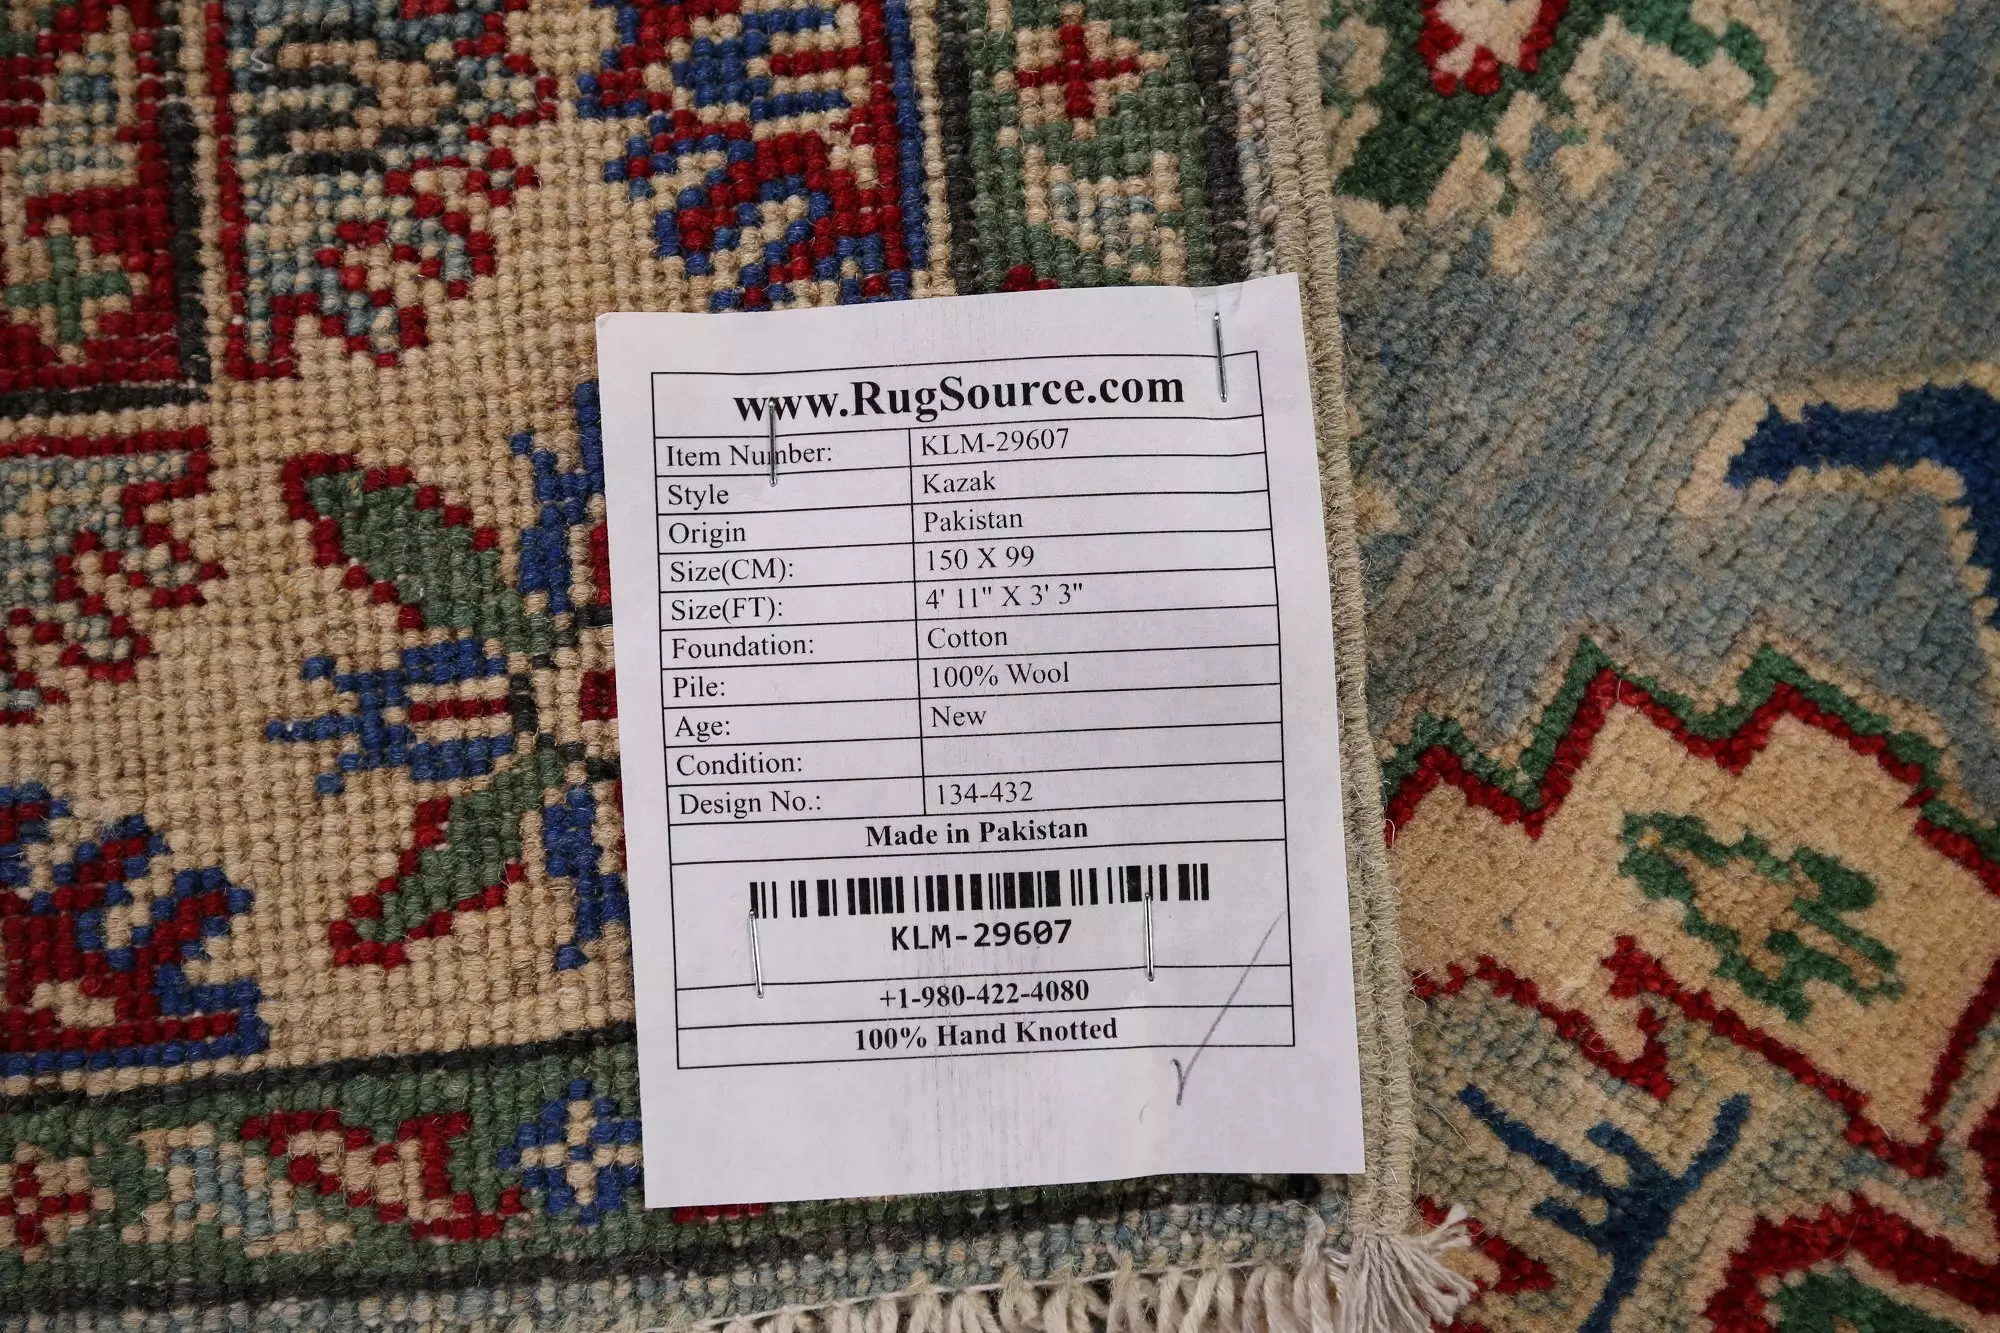 www.RugSource.com
Item Number: KLM-29607
Style Kazak
Origin Pakistan
Size(CM): 150 X 99
Size(FT): 4' 11" X 3' 3"
Foundation: Cotton
Pile: 100% Wool
Age: New
Condition:
Design No.: 134-432
Made in Pakistan
KLM-29607
+1-980-422-4080
100% Hand Knotted